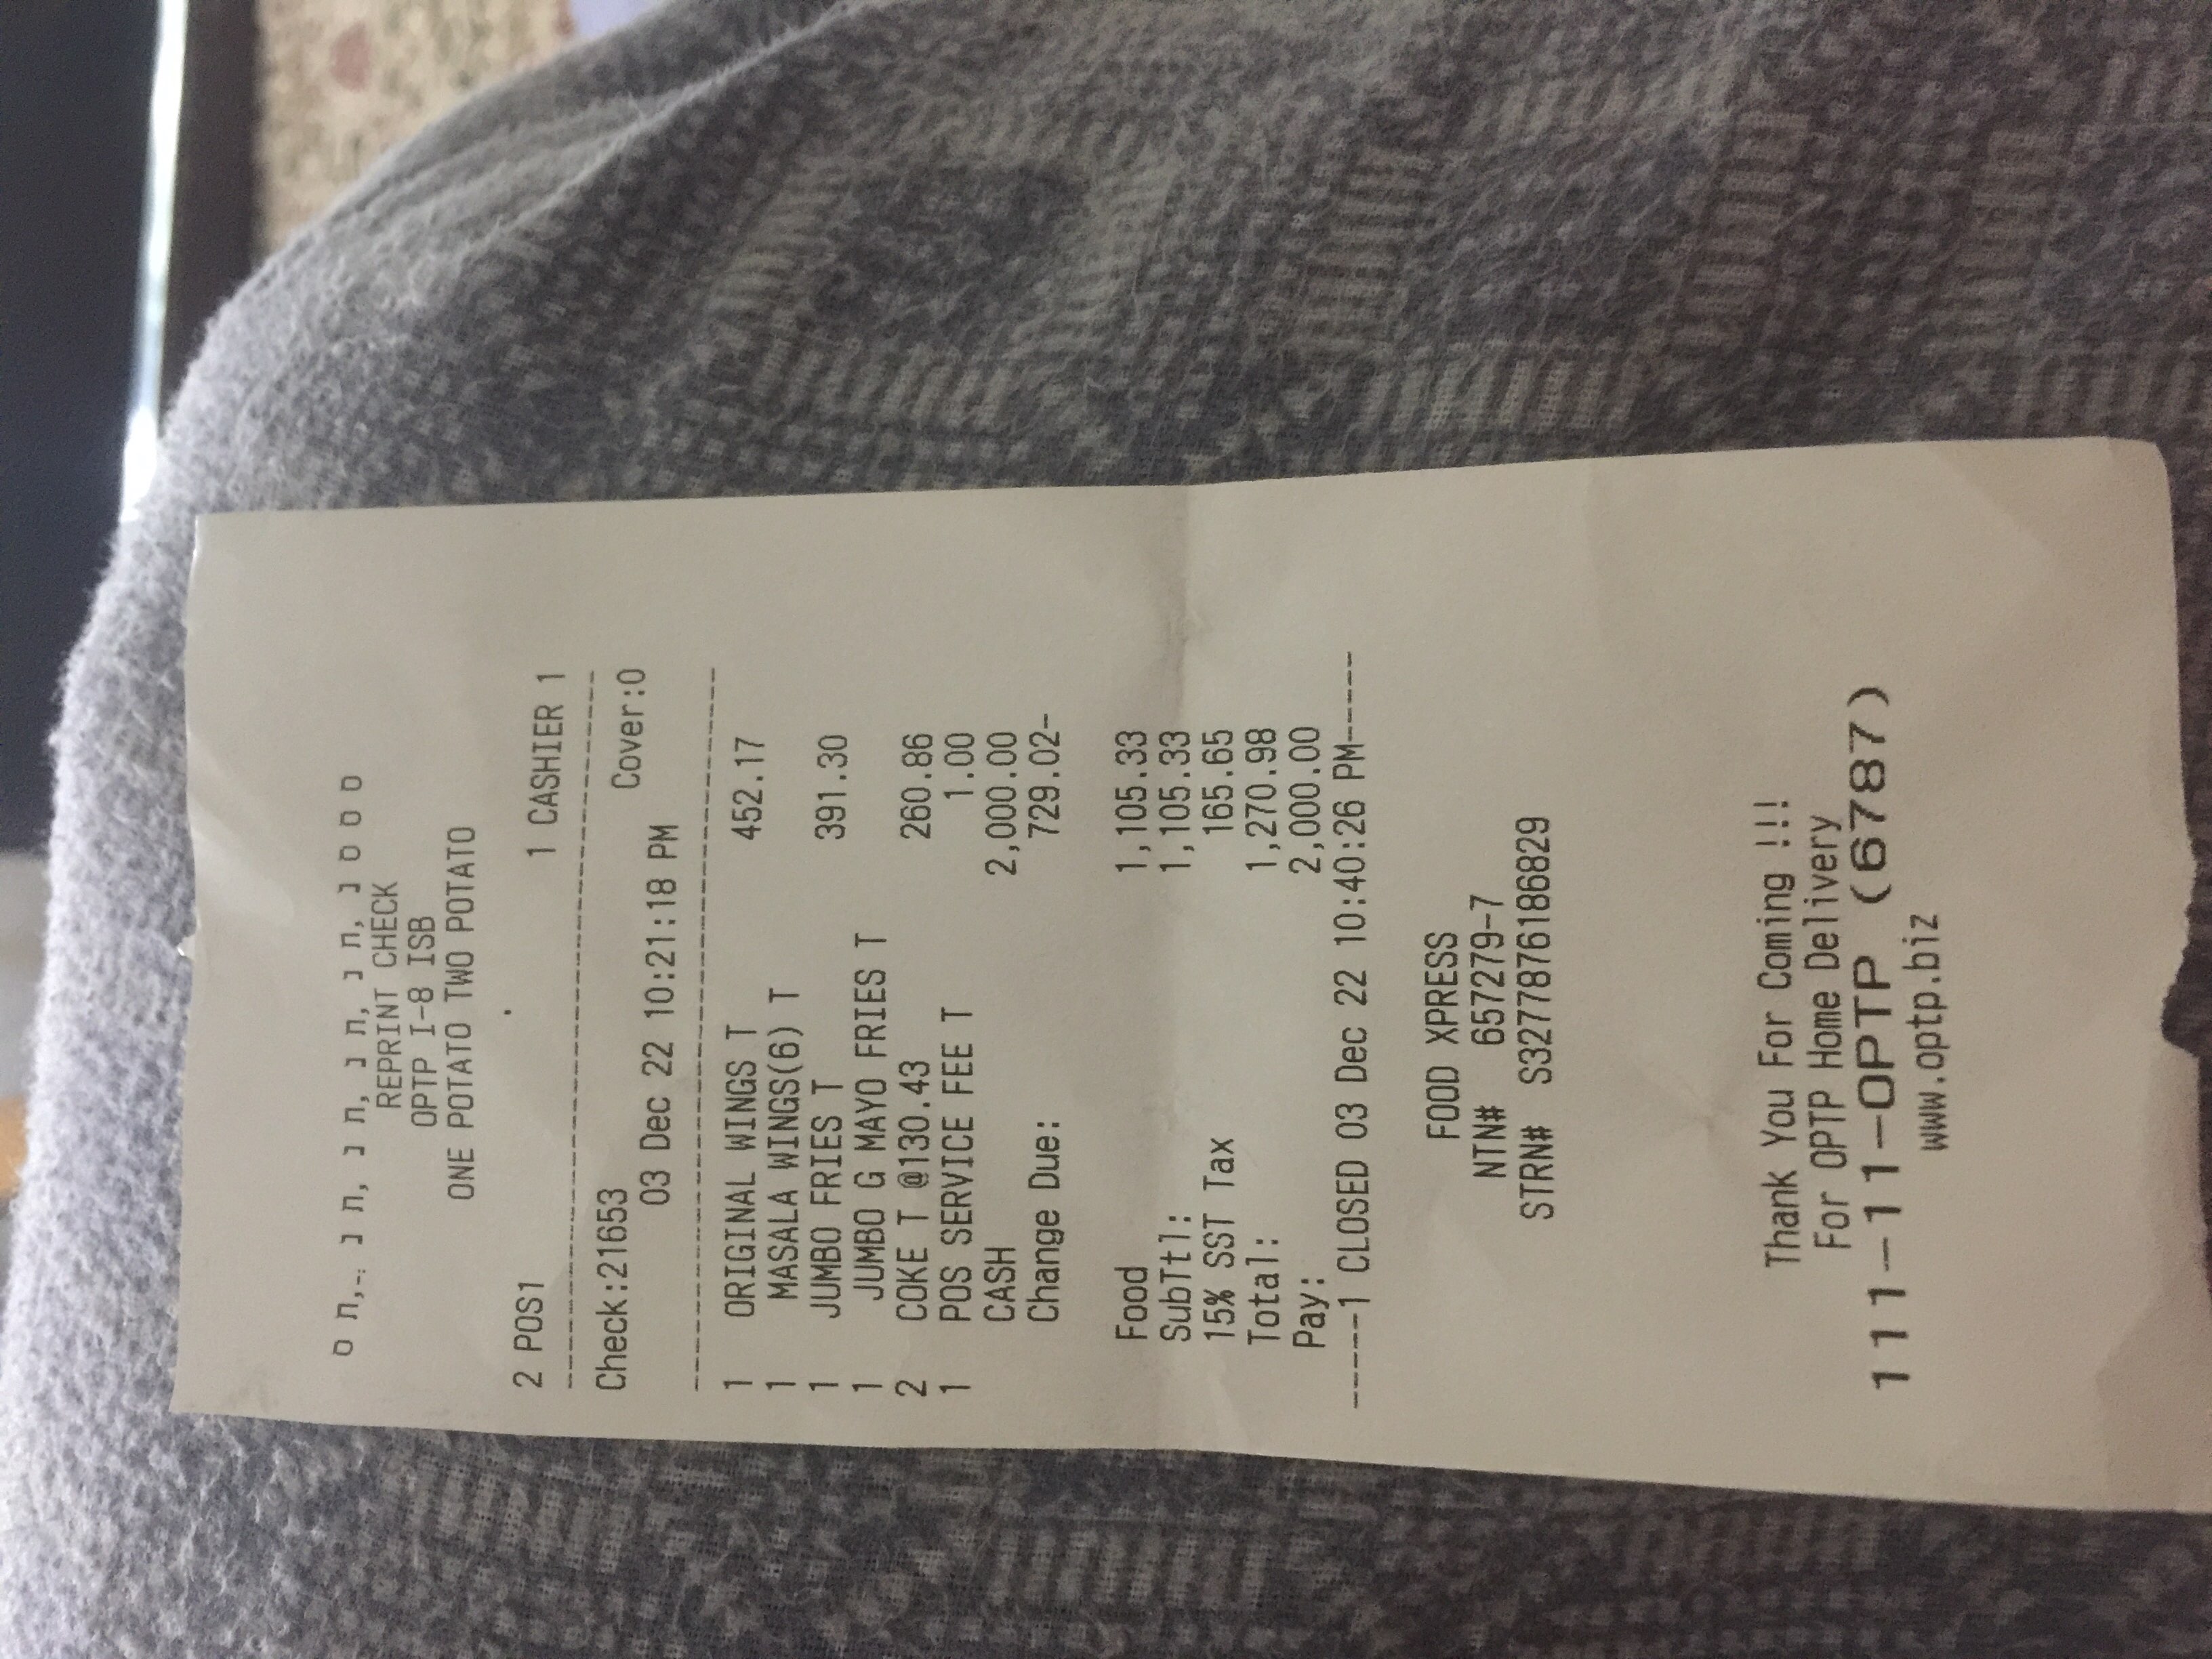 REPRINT CHECK
OPTP I-8 ISB
ONE POTATO TWO POTATO
2 POS1 1 CASHIER 1
Check:21653 Cover:0
03 Dec 22 10:21:18 PM
1 ORIGINAL WINGS T 452.17
1 MASALA WINGS(6) T
1 JUMBO FRIES T 391.30
1 JUMBO G MAYO FRIES T
2 COKE T @130.43 260.86
1 POS SERVICE FEE T 1.00
CASH 2,000.00
Change Due: 729.02-
Food 1,105.33
SubTtl: 1,105.33
15% SST Tax 165.65
Total: 1,270.98
Pay: 2,000.00
-----1 CLOSED 03 Dec 22 10:40:26 PM-----
FOOD XPRESS
NTN# 657279-7
STRN# S3277876186829
Thank You For Coming !!!
For OPTP Home Delivery
111-11-OPTP (6787)
www.optp.biz